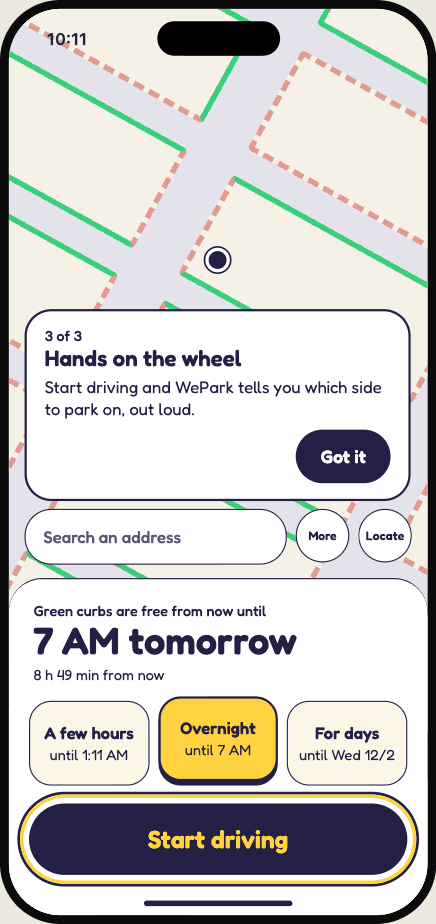 10:11
3 of 3
Hands on the wheel
Start driving and WePark tells you which side
to park on, out loud.
Got it
Search an address
More
Locate
Green curbs are free from now until
7 AM tomorrow
8 h 49 min from now
A few hours
until 1:11 AM
Overnight
until 7 AM
For days
until Wed 12/2
Start driving